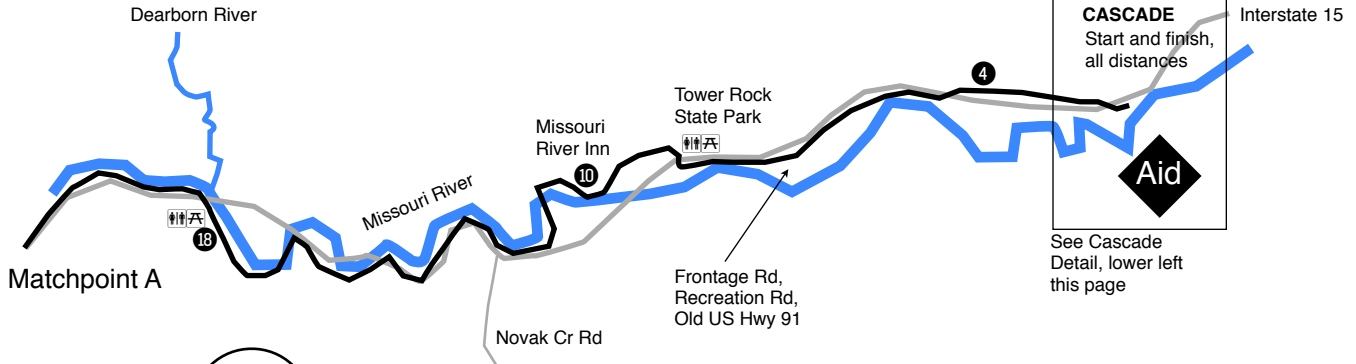 Dearborn River
CASCADE
Start and finish,
all distances
Interstate 15
4
Tower Rock
State Park
Missouri
River Inn
10
Aid
Missouri River
18
Matchpoint A
See Cascade
Detail, lower left
this page
Frontage Rd,
Recreation Rd,
Old US Hwy 91
Novak Cr Rd